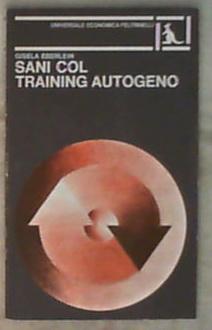 UNIVERSALE ECONOMICA FELTRINELLI
GISELA EBERLEIN
SANI COL
TRAINING AUTOGENO